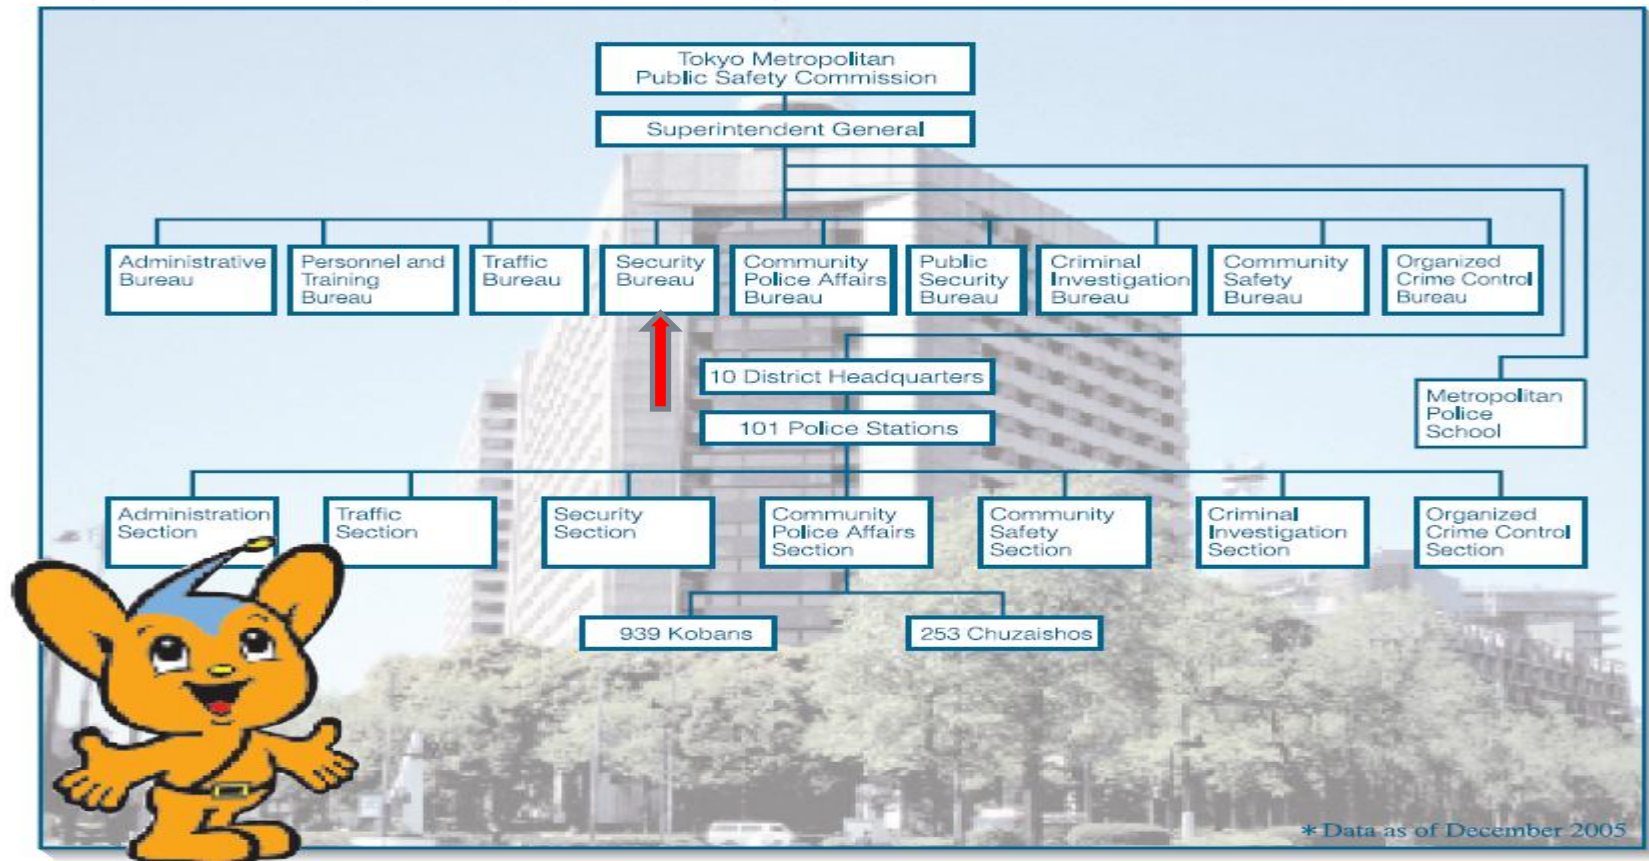 Tokyo Metropolitan
Public Safety Commission
Superintendent General
Administrative
Bureau
Personnel and
Training
Bureau
Traffic
Bureau
Security
Bureau
Community
Police Affairs
Bureau
Public
Security
Bureau
Criminal
Investigation
Bureau
Community
Safety
Bureau
Organized
Crime Control
Bureau
10 District Headquarters
Metropolitan
Police
School
101 Police Stations
Administration
Section
Traffic
Section
Security
Section
Community
Police Affairs
Section
Community
Safety
Section
Criminal
Investigation
Section
Organized
Crime Control
Section
939 Kobans
253 Chuzaishos
*Data as of December 2005